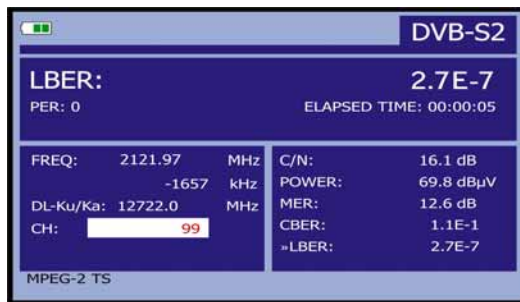 DVB-S2
LBER: 2.7E-7
PER: 0 ELAPSED TIME: 00:00:05
FREQ: 2121.97 MHz
-1657 kHz
DL-Ku/Ka: 12722.0 MHz
CH: 99
C/N: 16.1 dB
POWER: 69.8 dBµV
MER: 12.6 dB
CBER: 1.1E-1
»LBER: 2.7E-7
MPEG-2 TS